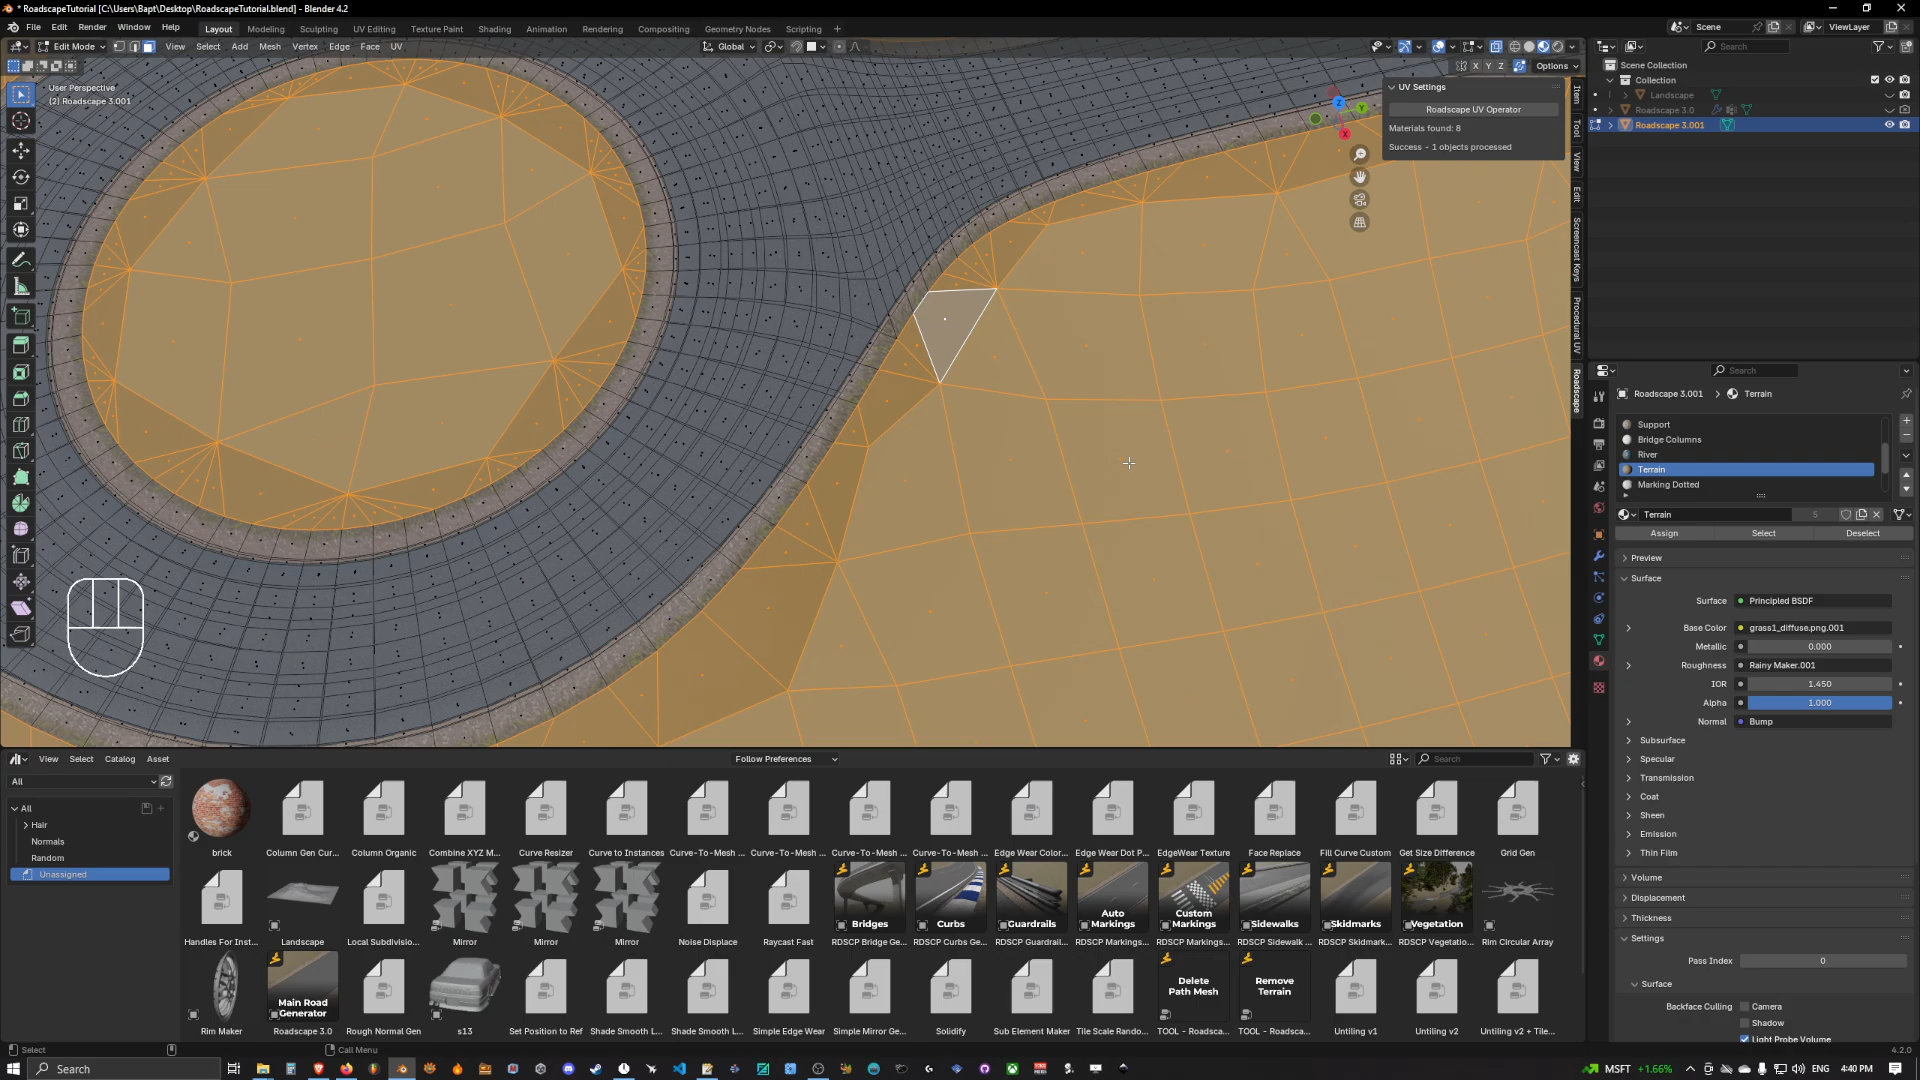 * RoadscapeTutorial [C:\Users\Bapt\Desktop\RoadscapeTutorial.blend] - Blender 4.2
File Edit Render Window Help Layout Modeling Sculpting UV Editing Texture Paint Shading Animation Rendering Compositing Geometry Nodes Scripting + Scene ViewLayer
Edit Mode View Select Add Mesh Vertex Edge Face UV Global Search
X Y Z Options
User Perspective
(2) Roadscape 3.001
UV Settings
Roadscape UV Operator
Materials found: 8
Success - 1 objects processed
Item
Tool
View
Edit
Screencast Keys
Procedural UV
Roadscape
Scene Collection
Collection
Landscape
Roadscape 3.0
Roadscape 3.001
Search
Roadscape 3.001 > Terrain
Support
Bridge Columns
River
Terrain
Marking Dotted
Terrain 5
Assign Select Deselect
Preview
Surface
Surface Principled BSDF
Base Color grass1_diffuse.png.001
Metallic 0.000
Roughness Rainy Maker.001
IOR 1.450
Alpha 1.000
Normal Bump
Subsurface
Specular
Transmission
Coat
Sheen
Emission
Thin Film
Volume
Displacement
Thickness
Settings
Pass Index 0
Surface
Backface Culling Camera
Shadow
Light Probe Volume
View Select Catalog Asset Follow Preferences Search
All
All
Hair
Normals
Random
Unassigned
brick Column Gen Cur... Column Organic Combine XYZ M... Curve Resizer Curve to Instances Curve-To-Mesh ... Curve-To-Mesh ... Curve-To-Mesh ... Curve-To-Mesh ... Edge Wear Color... Edge Wear Dot P... EdgeWear Texture Face Replace Fill Curve Custom Get Size Difference Grid Gen
Bridges Curbs Guardrails Auto Markings Custom Markings Sidewalks Skidmarks Vegetation
Handles For Inst... Landscape Local Subdivisio... Mirror Mirror Mirror Noise Displace Raycast Fast RDSCP Bridge Ge... RDSCP Curbs Ge... RDSCP Guardrail... RDSCP Markings... RDSCP Markings... RDSCP Sidewalk ... RDSCP Skidmark... RDSCP Vegetatio... Rim Circular Array
Main Road Generator Delete Path Mesh Remove Terrain
Rim Maker Roadscape 3.0 Rough Normal Gen s13 Set Position to Ref Shade Smooth L... Shade Smooth L... Simple Edge Wear Simple Mirror Ge... Solidify Sub Element Maker Tile Scale Rando... TOOL - Roadsca... TOOL - Roadsca... Untiling v1 Untiling v2 Untiling v2 + Tile...
Select Call Menu 4.2.0
Search MSFT +1.66% ENG 4:40 PM